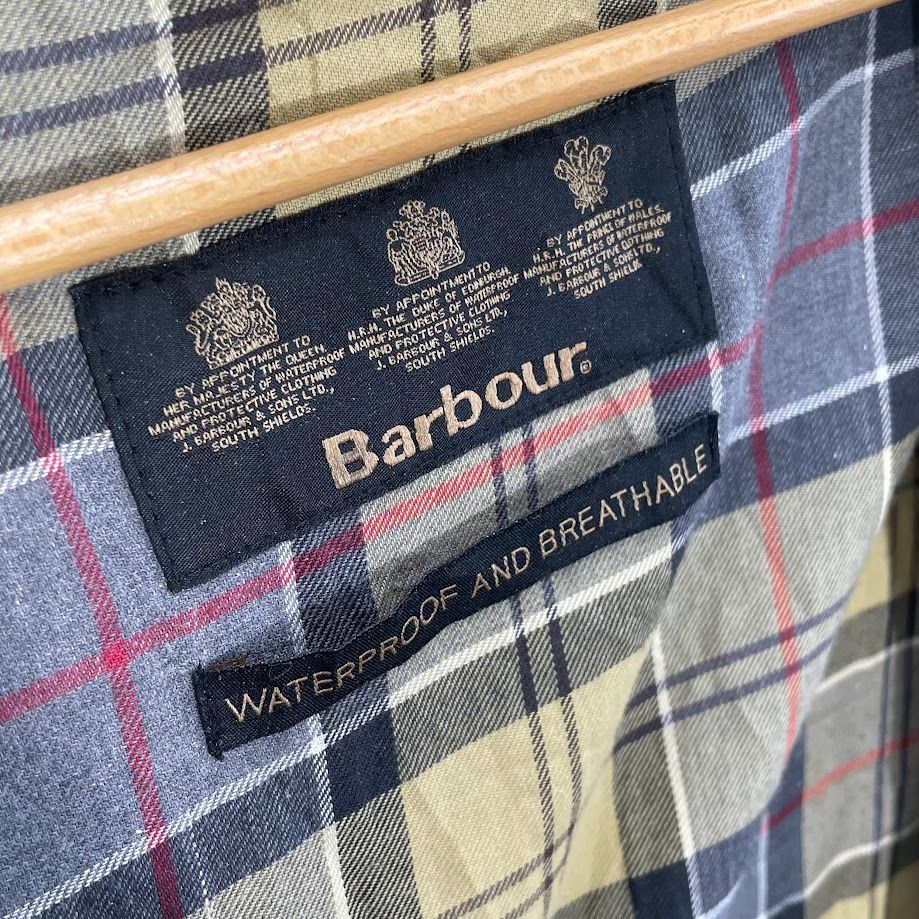 BY APPOINTMENT TO
HER MAJESTY THE QUEEN.
MANUFACTURERS OF WATERPROOF
AND PROTECTIVE CLOTHING
J. BARBOUR & SONS LTD.,
SOUTH SHIELDS.
BY APPOINTMENT TO
H.R.H. THE DUKE OF EDINBURGH.
MANUFACTURERS OF WATERPROOF
AND PROTECTIVE CLOTHING
J. BARBOUR & SONS LTD.,
SOUTH SHIELDS.
BY APPOINTMENT TO
H.R.H. THE PRINCE OF WALES.
MANUFACTURERS OF WATERPROOF
AND PROTECTIVE CLOTHING
J. BARBOUR & SONS LTD.,
SOUTH SHIELDS.
Barbour®
WATERPROOF AND BREATHABLE